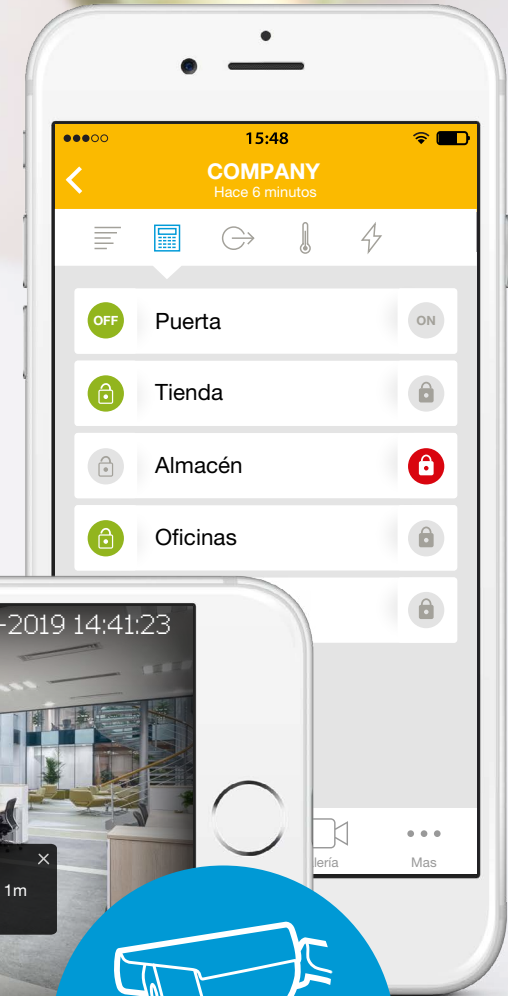 15:48
COMPANY
Hace 6 minutos
OFF Puerta ON
Tienda
Almacén
Oficinas
-2019 14:41:23
1m
lería
Mas